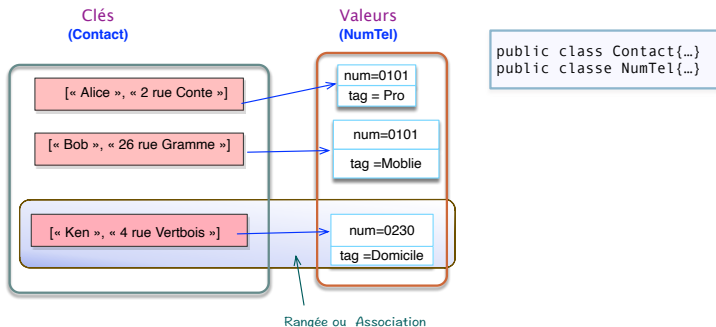 Clés
(Contact)
Valeurs
(NumTel)
public class Contact{…}
public classe NumTel{…}
[« Alice », « 2 rue Conte »]
num=0101
tag = Pro
[« Bob », « 26 rue Gramme »]
num=0101
tag =Moblie
[« Ken », « 4 rue Vertbois »]
num=0230
tag =Domicile
Rangée ou Association